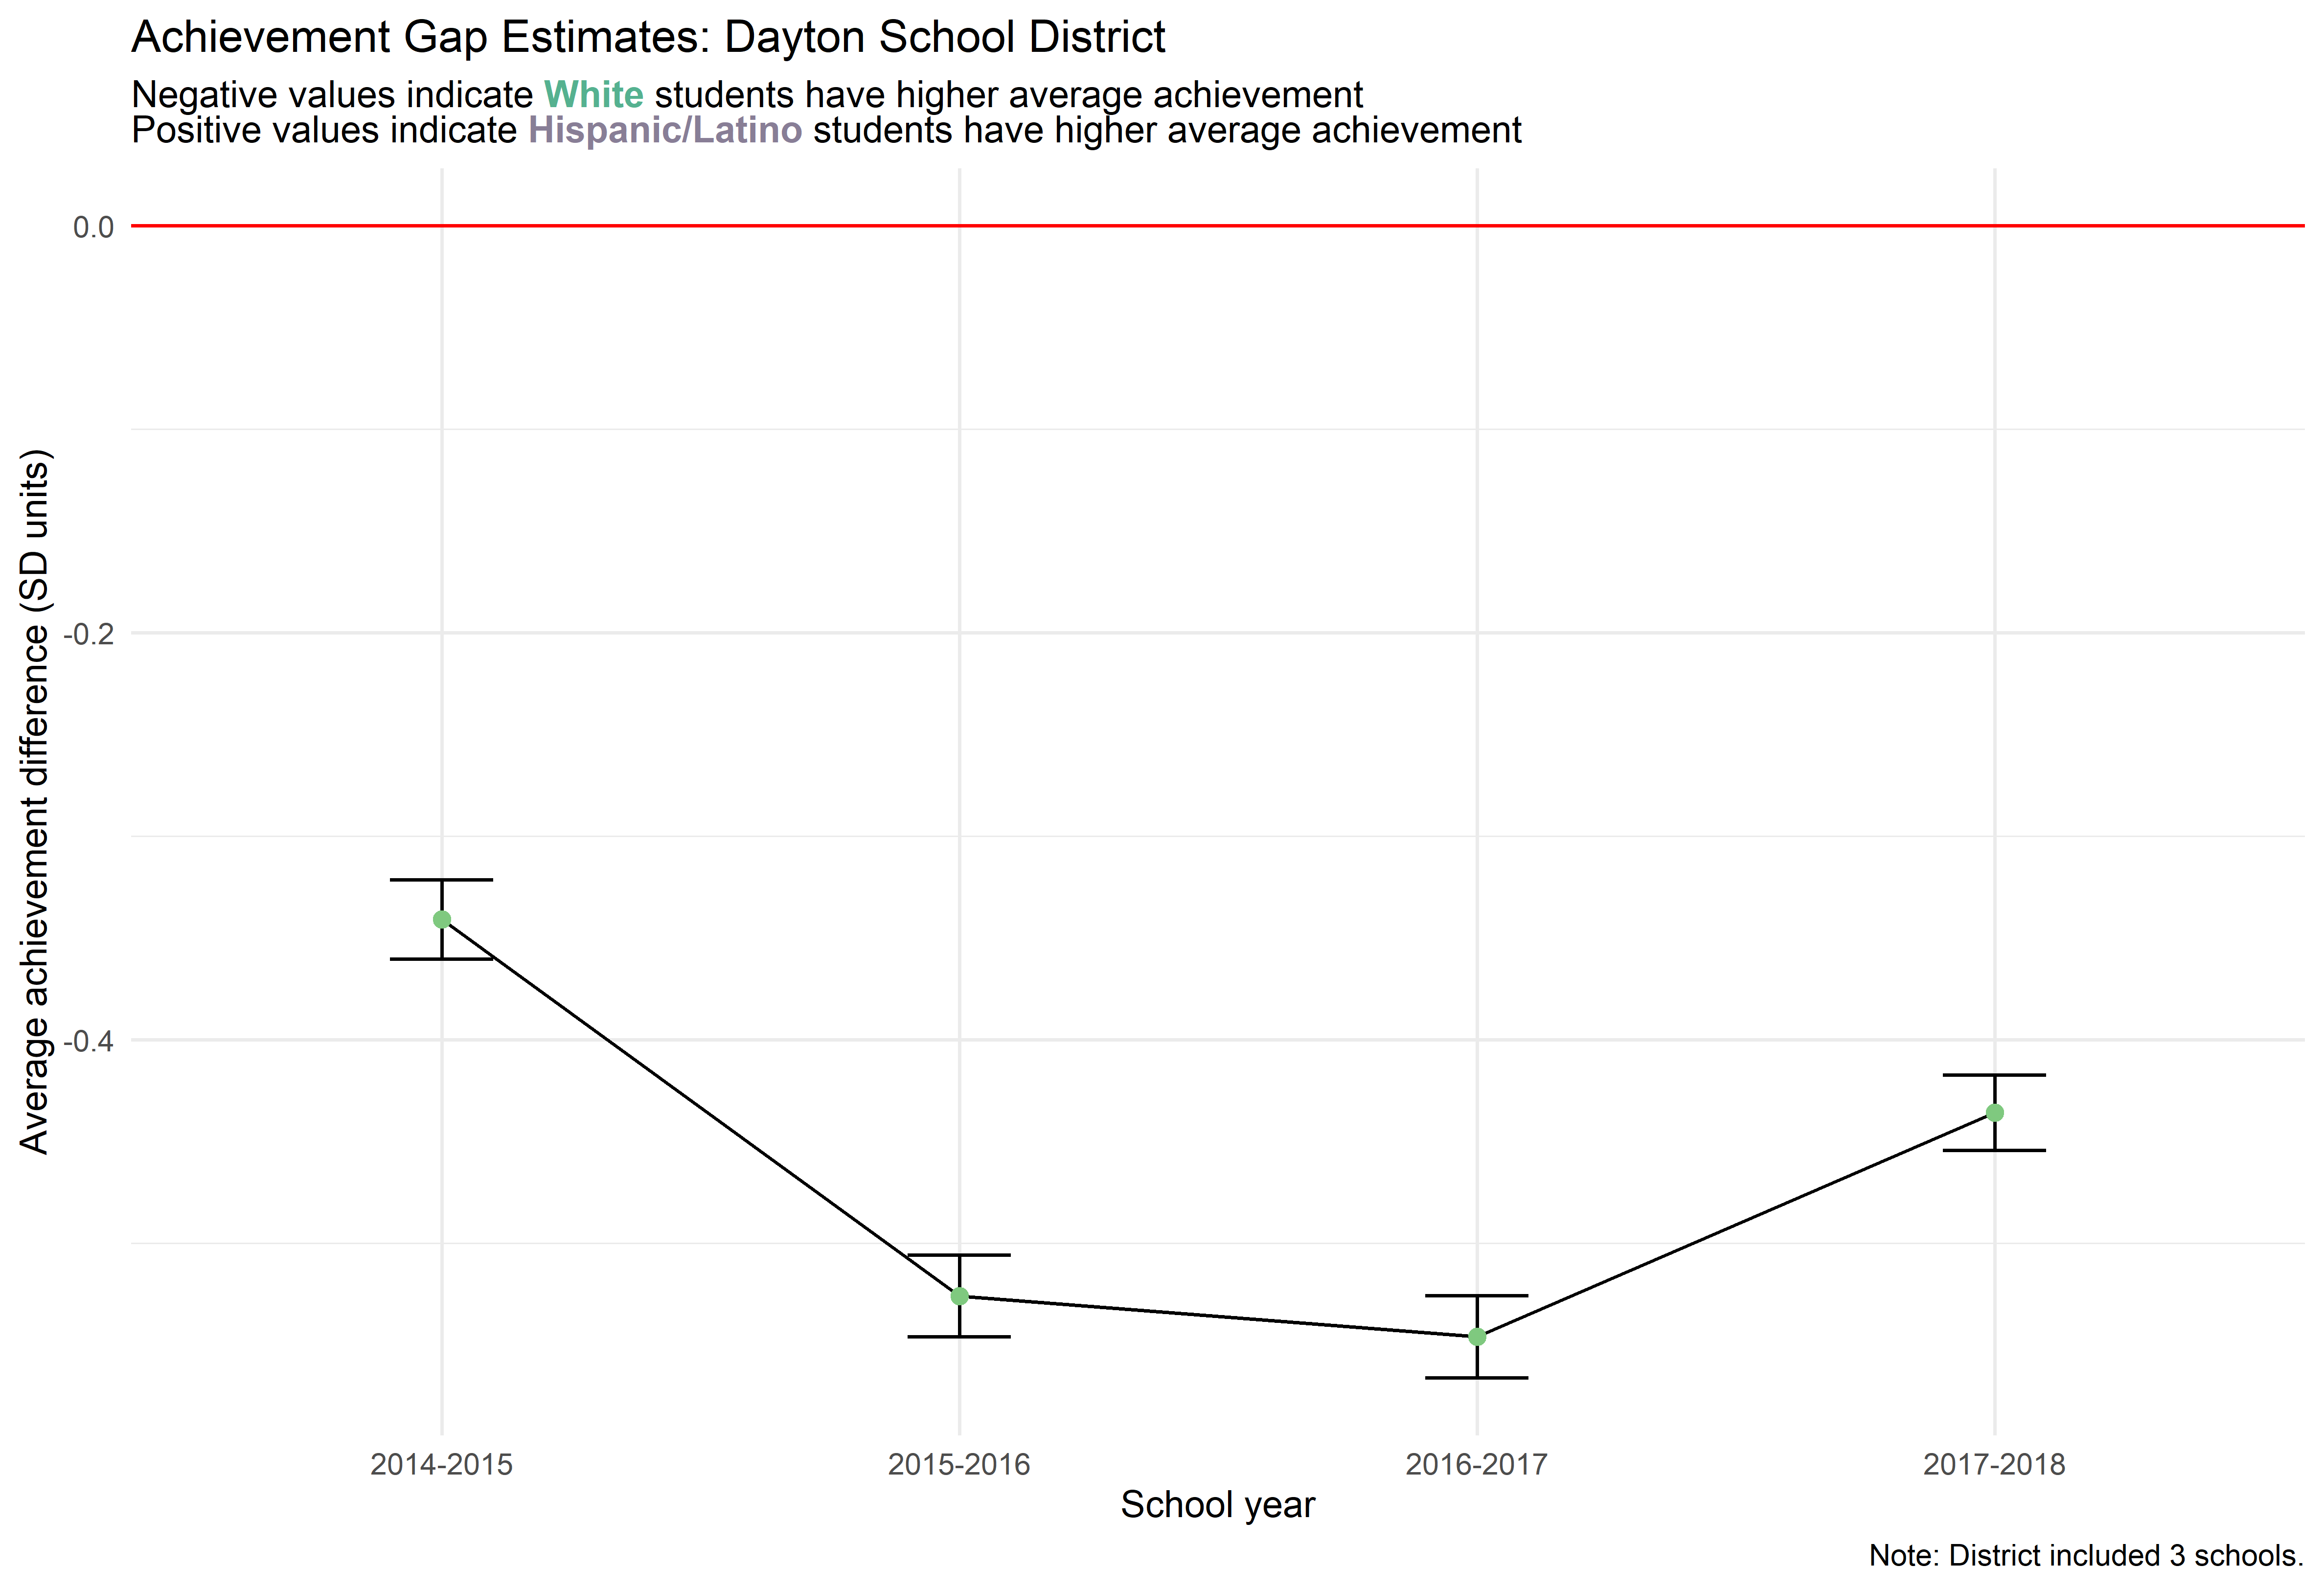 Achievement Gap Estimates: Dayton School District
Negative values indicate White students have higher average achievement
Positive values indicate Hispanic/Latino students have higher average achievement
Average achievement difference (SD units)
0.0
-0.2
-0.4
2014-2015
2015-2016
2016-2017
2017-2018
School year
Note: District included 3 schools.